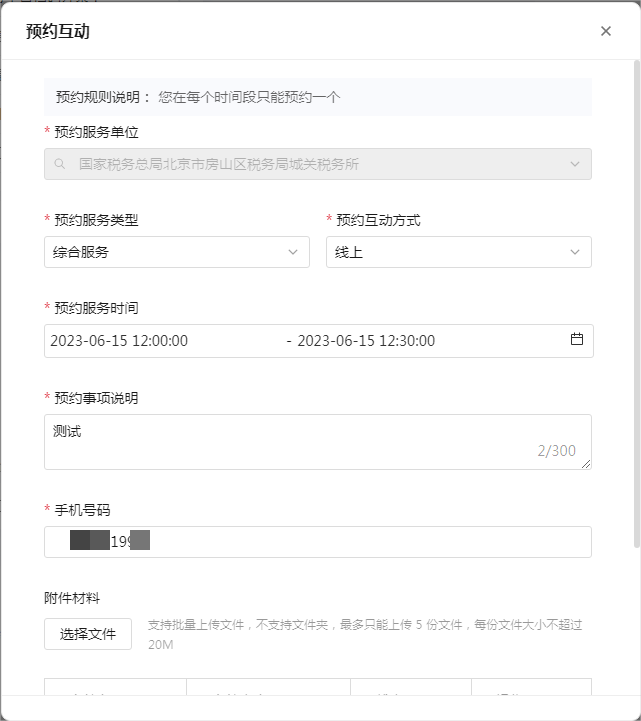 预约互动
预约规则说明： 您在每个时间段只能预约一个
* 预约服务单位
国家税务总局北京市房山区税务局城关税务所
* 预约服务类型
* 预约互动方式
综合服务
线上
* 预约服务时间
2023-06-15 12:00:00 - 2023-06-15 12:30:00
* 预约事项说明
测试
2/300
* 手机号码
199
附件材料
选择文件
支持批量上传文件，不支持文件夹，最多只能上传 5 份文件，每份文件大小不超过
20M